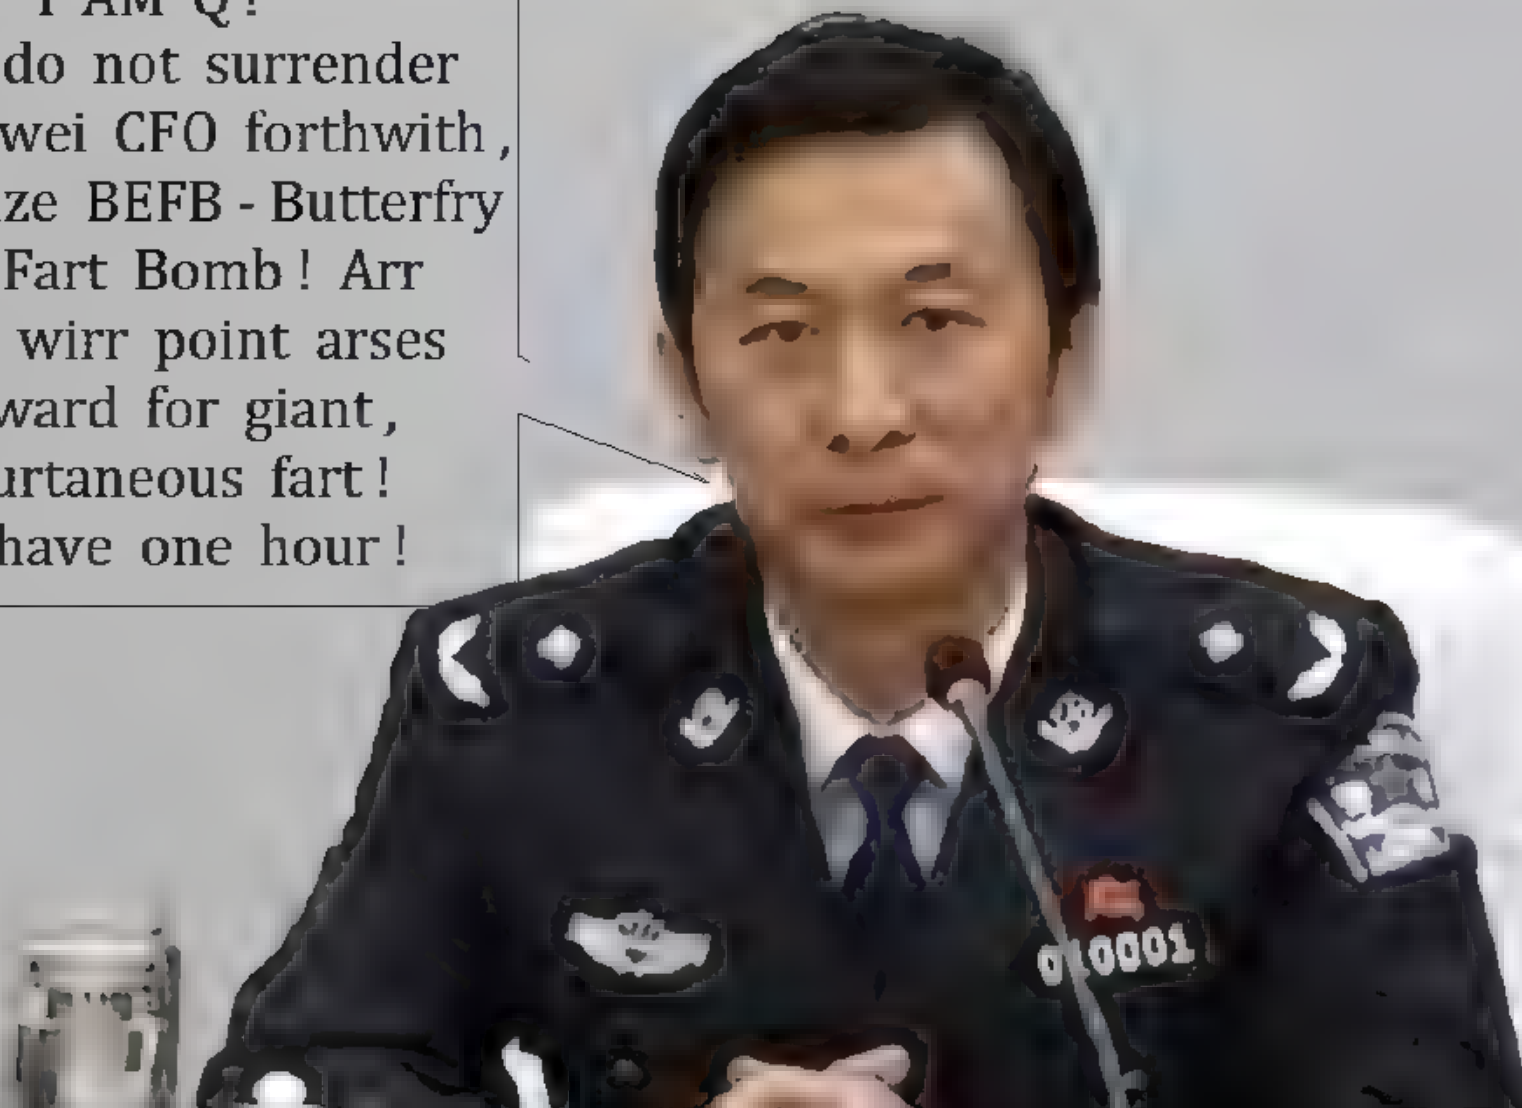 I AM Q!
do not surrender
wei CFO forthwith,
ze BEFB - Butterfry
Fart Bomb! Arr
wirr point arses
ward for giant,
urtaneous fart!
have one hour!
010001